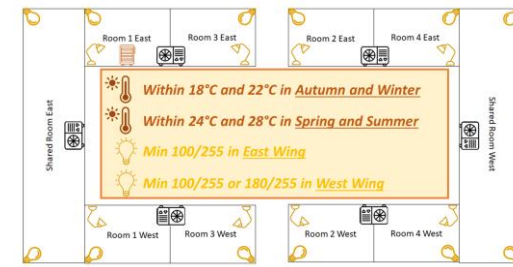 Room 1 East
Room 3 East
Room 2 East
Room 4 East
Shared Room East
Within 18°C and 22°C in Autumn and Winter
Within 24°C and 28°C in Spring and Summer
Min 100/255 in East Wing
Min 100/255 or 180/255 in West Wing
Shared Room West
Room 1 West
Room 3 West
Room 2 West
Room 4 West